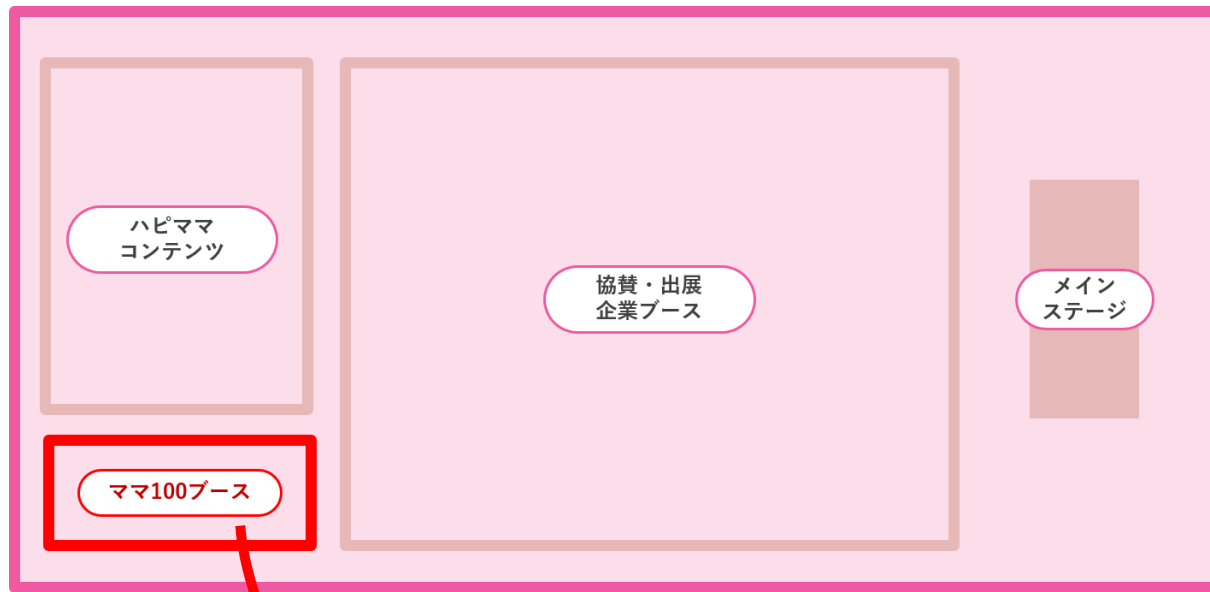 ハピママ
コンテンツ
協賛・出展
企業ブース
メイン
ステージ
ママ100ブース